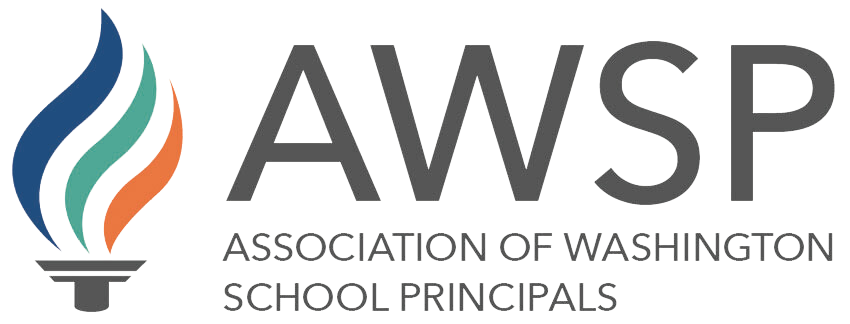 AWSP
ASSOCIATION OF WASHINGTON
SCHOOL PRINCIPALS